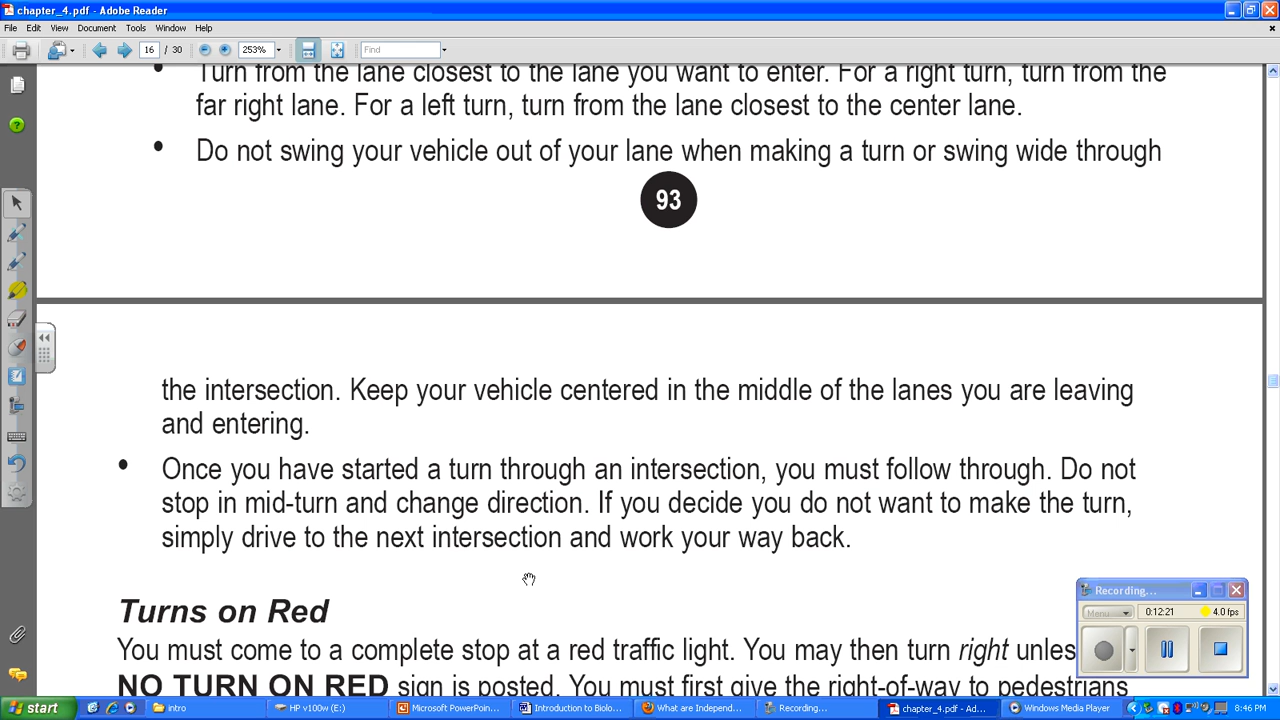 chapter_4.pdf - Adobe Reader
File Edit View Document Tools Window Help
16 / 30 253% Find
Turn from the lane closest to the lane you want to enter. For a right turn, turn from the
far right lane. For a left turn, turn from the lane closest to the center lane.
• Do not swing your vehicle out of your lane when making a turn or swing wide through
93
the intersection. Keep your vehicle centered in the middle of the lanes you are leaving
and entering.
• Once you have started a turn through an intersection, you must follow through. Do not
stop in mid-turn and change direction. If you decide you do not want to make the turn,
simply drive to the next intersection and work your way back.
Turns on Red
You must come to a complete stop at a red traffic light. You may then turn right unles
NO TURN ON RED sign is posted. You must first give the right-of-way to pedestrians
Recording...
Menu 0:12:21 4.0 fps
start intro HP v100w (E:) Microsoft PowerPoin... Introduction to Biolo... What are Independ... Recording... chapter_4.pdf - Ad... Windows Media Player 8:46 PM